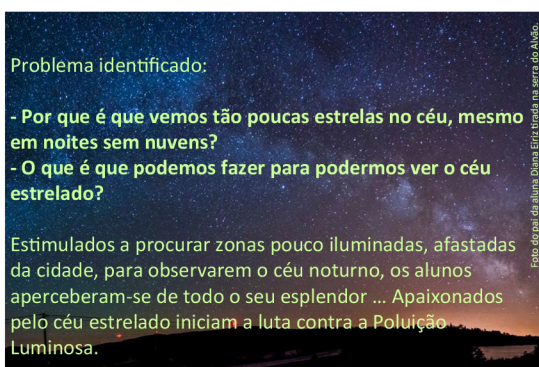 Problema identificado:
- Por que é que vemos tão poucas estrelas no céu, mesmo
em noites sem nuvens?
- O que é que podemos fazer para podermos ver o céu
estrelado?
Estimulados a procurar zonas pouco iluminadas, afastadas
da cidade, para observarem o céu noturno, os alunos
aperceberam-se de todo o seu esplendor ... Apaixonados
pelo céu estrelado iniciam a luta contra a Poluição
Luminosa.
Foto do pai da aluna Diana Eiriz tirada na serra do Alvão.